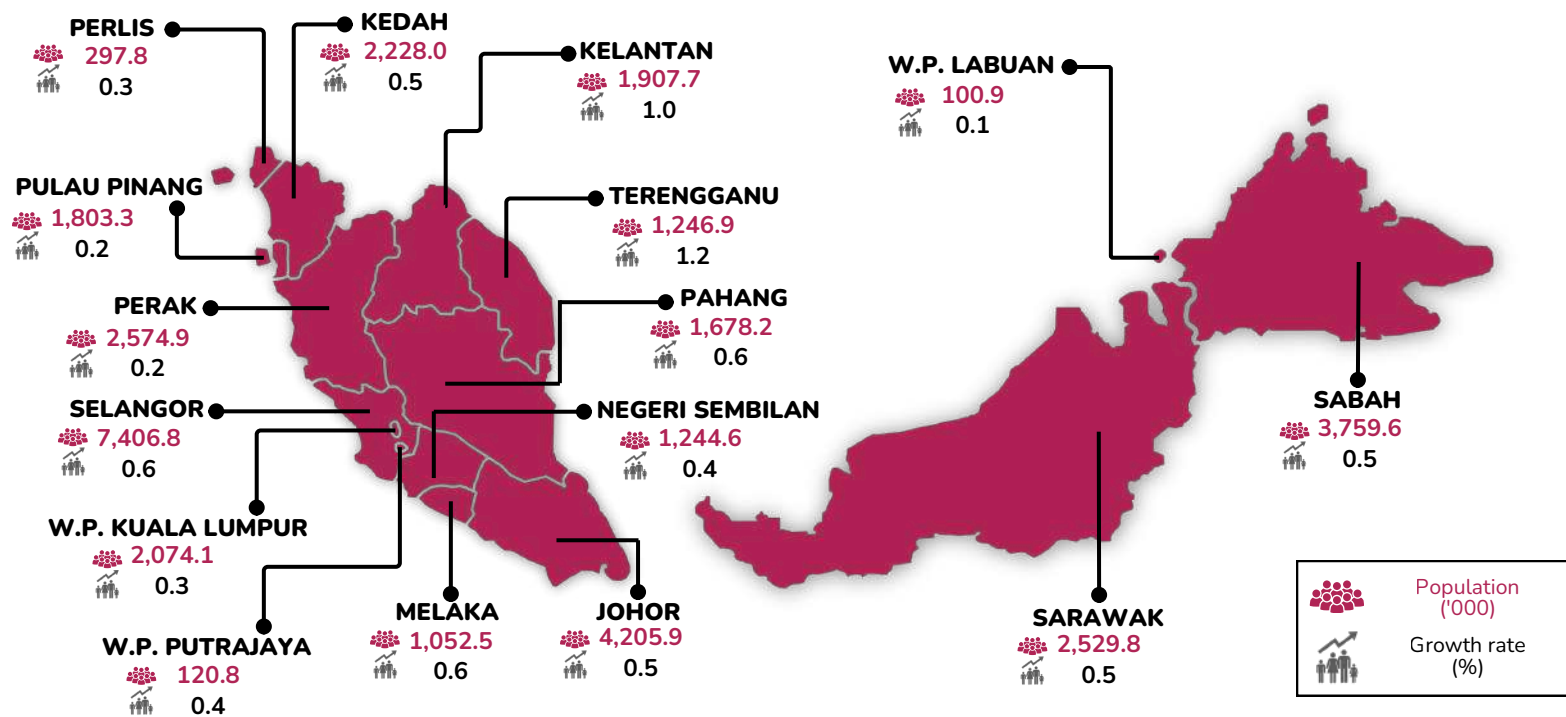 PERLIS
297.8
0.3
KEDAH
2,228.0
0.5
KELANTAN
1,907.7
1.0
W.P. LABUAN
100.9
0.1
PULAU PINANG
1,803.3
0.2
TERENGGANU
1,246.9
1.2
PERAK
2,574.9
0.2
PAHANG
1,678.2
0.6
SELANGOR
7,406.8
0.6
NEGERI SEMBILAN
1,244.6
0.4
SABAH
3,759.6
0.5
W.P. KUALA LUMPUR
2,074.1
0.3
W.P. PUTRAJAYA
120.8
0.4
MELAKA
1,052.5
0.6
JOHOR
4,205.9
0.5
SARAWAK
2,529.8
0.5
Population
('000)
Growth rate
(%)